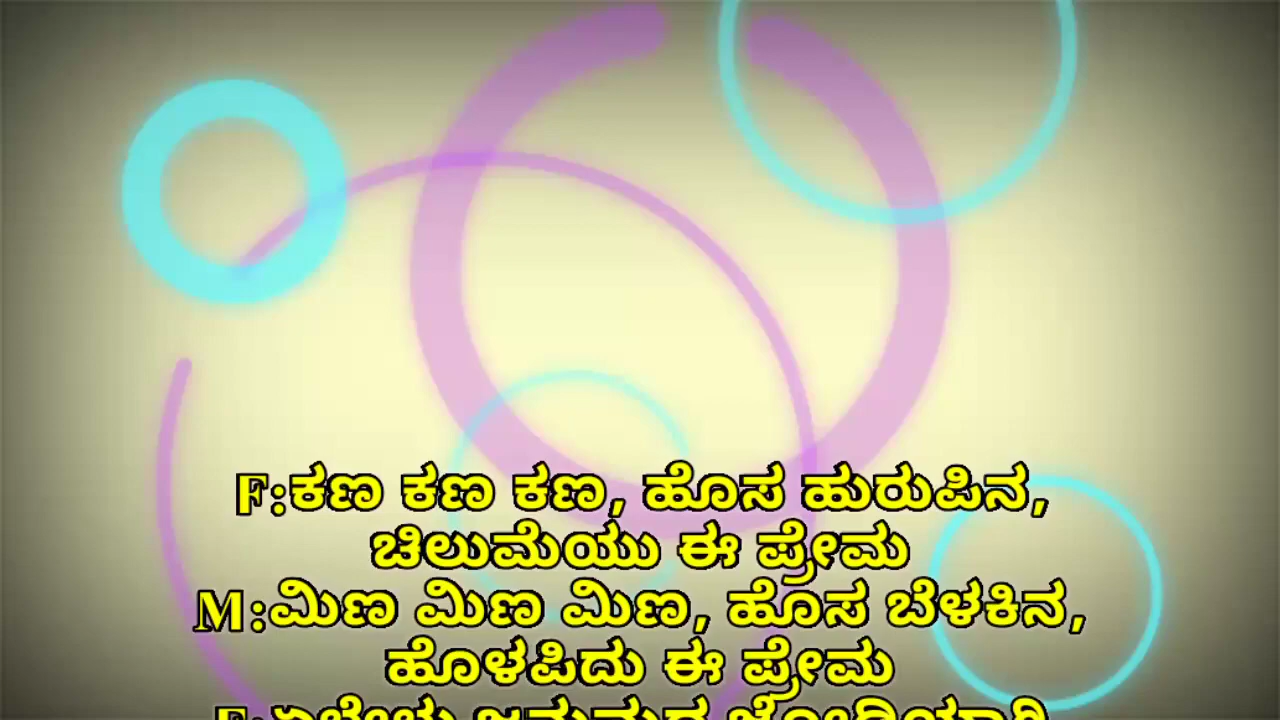 F:ಕಣ ಕಣ ಕಣ, ಹೊಸ ಹುರುಪಿನ,
ಚಿಲುಮೆಯು ಈ ಪ್ರೇಮ
M:ಮಿಣ ಮಿಣ ಮಿಣ, ಹೊಸ ಬೆಳಕಿನ,
ಹೊಳಪಿದು ಈ ಪ್ರೇಮ